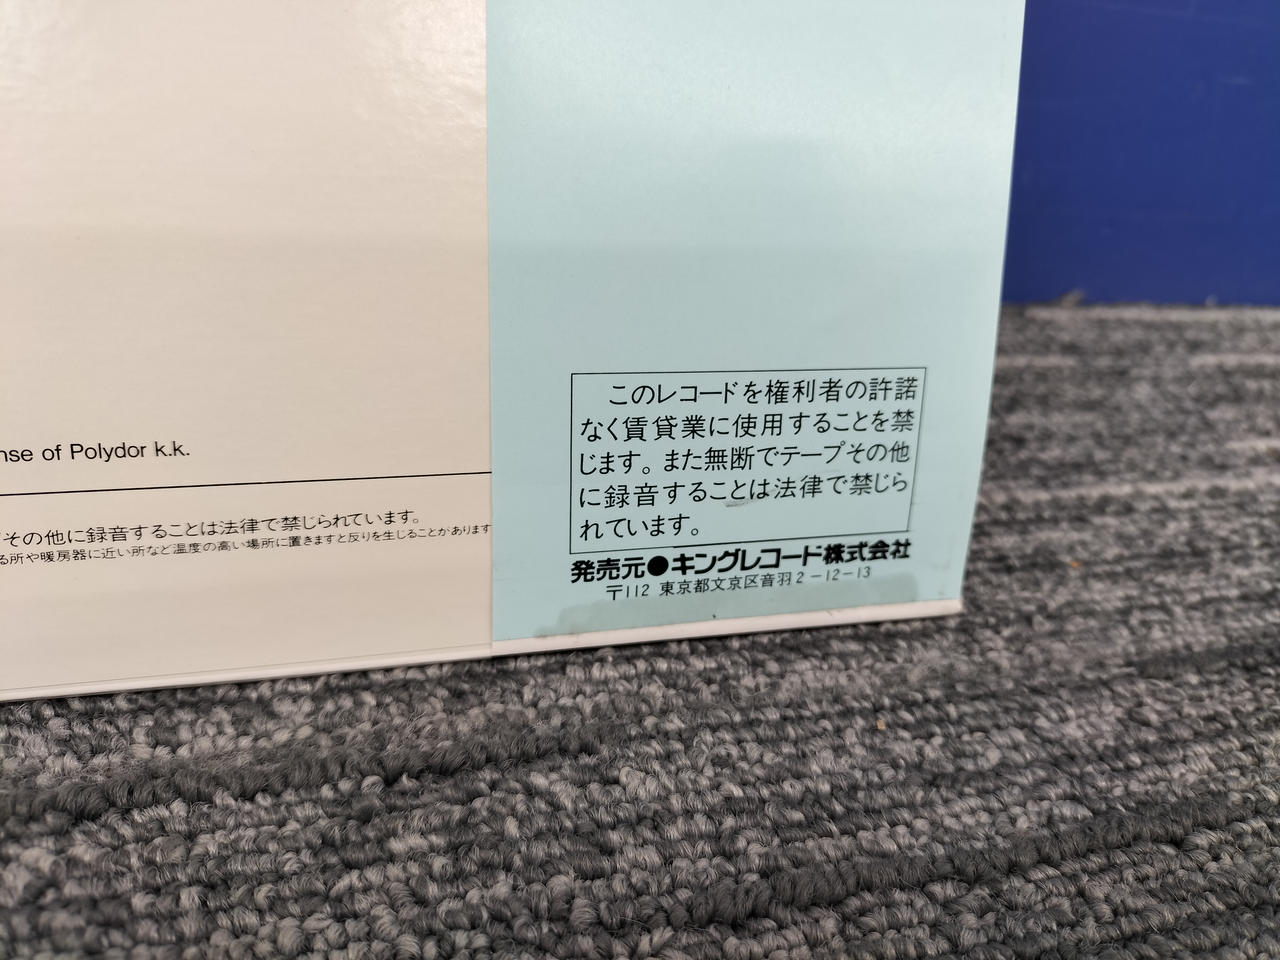 nse of Polydor k.k.
その他に録音することは法律で禁じられています。
る所や暖房器に近い所など温度の高い場所に置きますと反りを生じることがあります
このレコードを権利者の許諾
なく賃貸業に使用することを禁
じます。また無断でテープその他
に録音することは法律で禁じら
れています。
発売元●キングレコード株式会社
〒112 東京都文京区音羽2-12-13